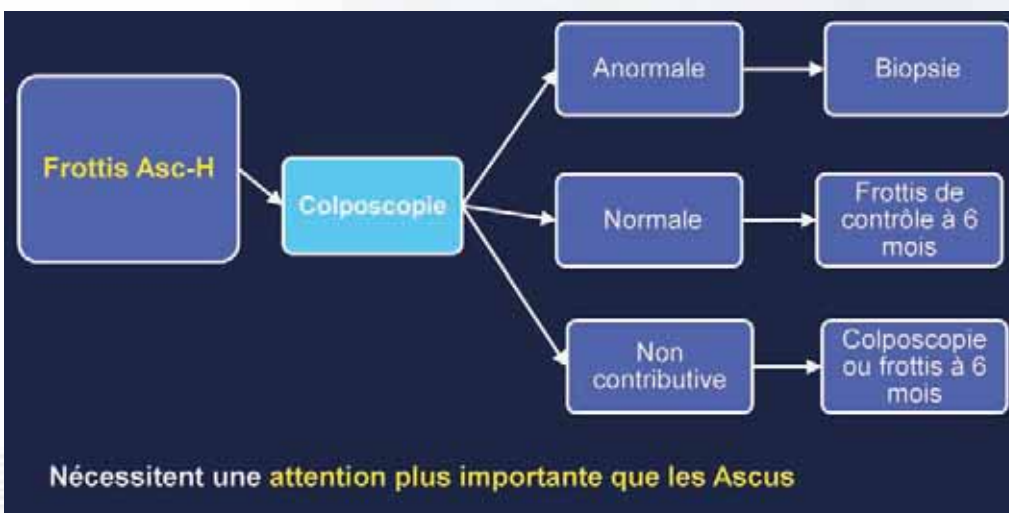 Frottis Asc-H
Colposcopie
Anormale
Biopsie
Normale
Frottis de
contrôle à 6
mois
Non
contributive
Colposcopie
ou frottis à 6
mois
Nécessitent une attention plus importante que les Ascus